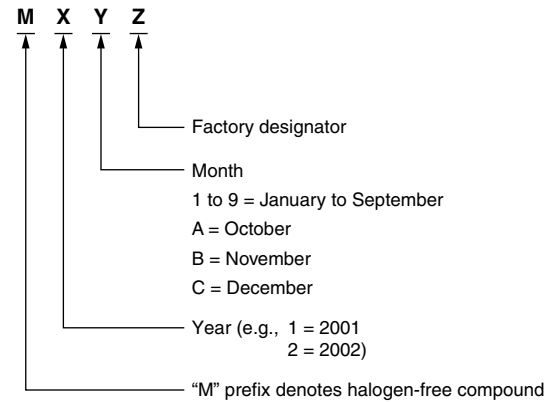 M X Y Z
Factory designator
Month
1 to 9 = January to September
A = October
B = November
C = December
Year (e.g., 1 = 2001
2 = 2002)
“M” prefix denotes halogen-free compound